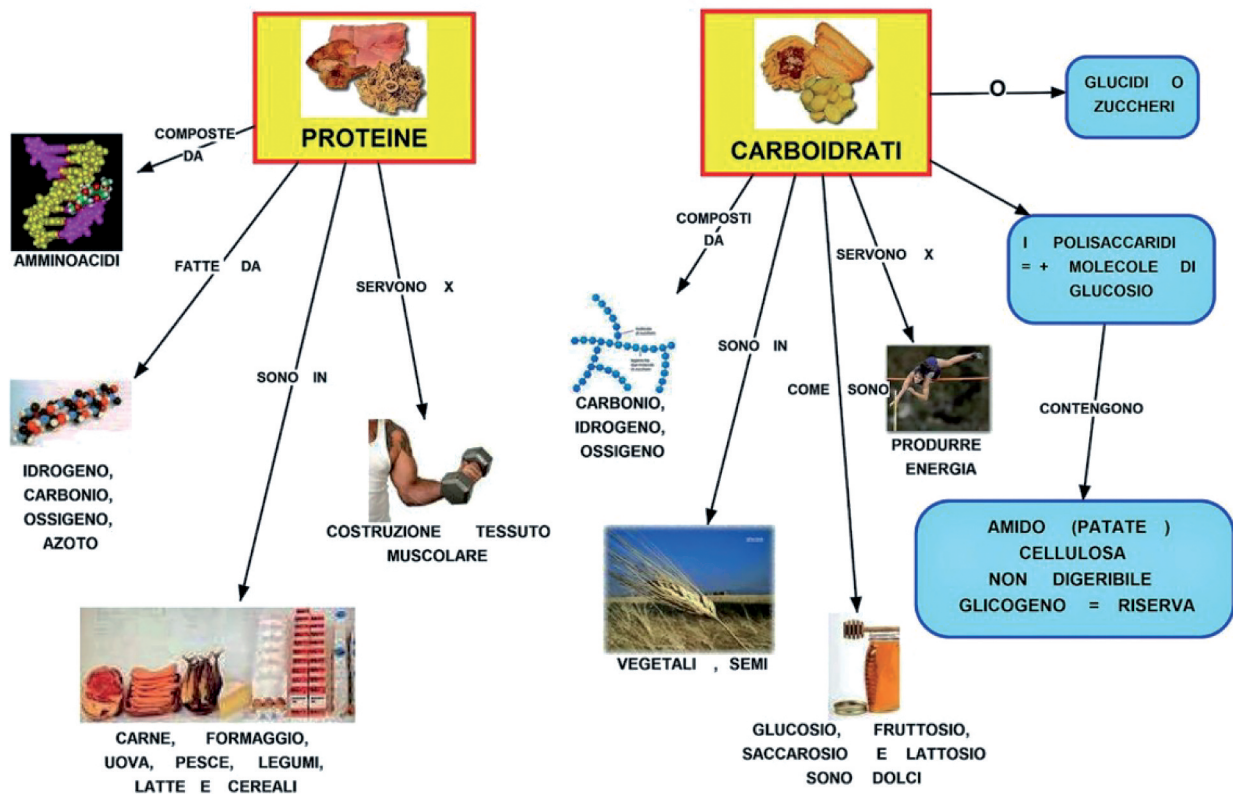 PROTEINE
COMPOSTE
DA
AMMINOACIDI
FATTE DA
IDROGENO,
CARBONIO,
OSSIGENO,
AZOTO
SONO IN
CARNE, FORMAGGIO,
UOVA, PESCE, LEGUMI,
LATTE E CEREALI
SERVONO X
COSTRUZIONE TESSUTO
MUSCOLARE
CARBOIDRATI
O
GLUCIDI O
ZUCCHERI
COMPOSTI
DA
CARBONIO,
IDROGENO,
OSSIGENO
SONO IN
VEGETALI , SEMI
COME SONO
GLUCOSIO, FRUTTOSIO,
SACCAROSIO E LATTOSIO
SONO DOLCI
SERVONO X
PRODURRE
ENERGIA
I POLISACCARIDI
= + MOLECOLE DI
GLUCOSIO
CONTENGONO
AMIDO (PATATE )
CELLULOSA
NON DIGERIBILE
GLICOGENO = RISERVA